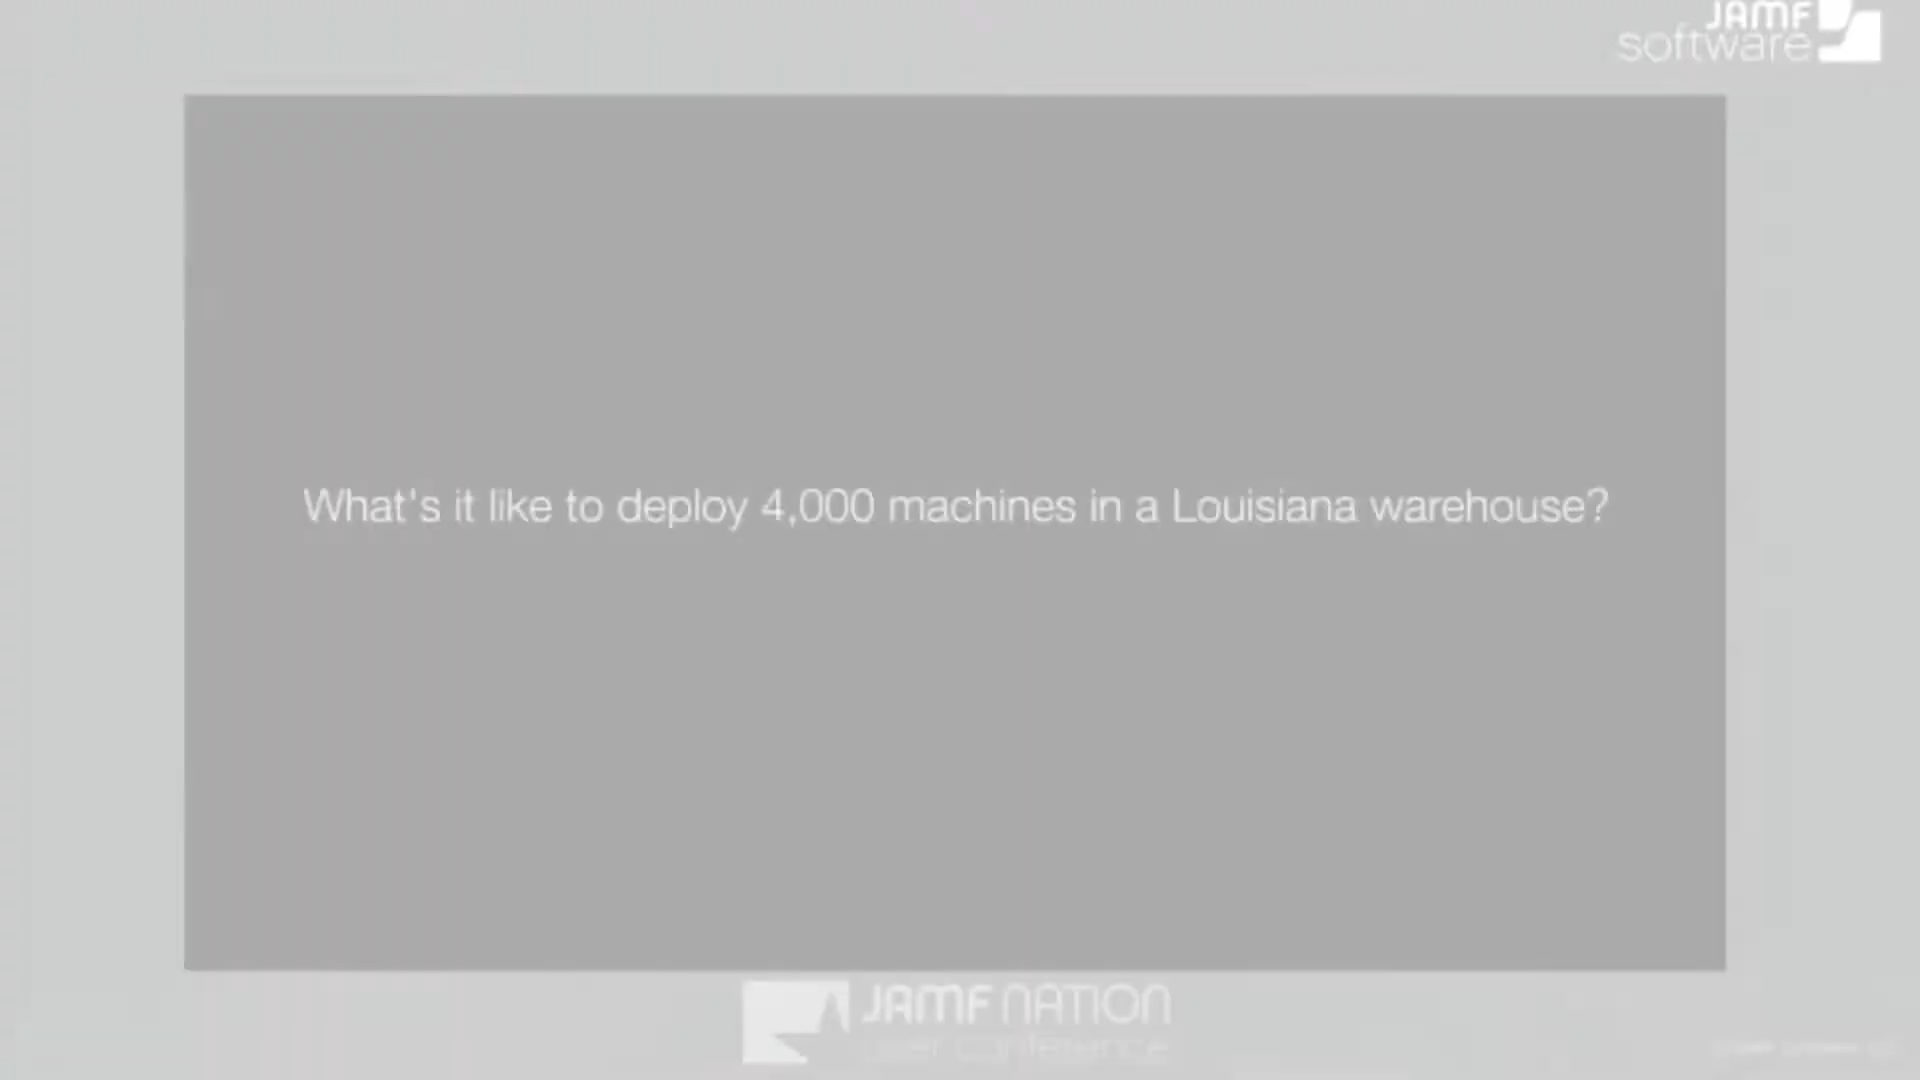 JAMF
software
What's it like to deploy 4,000 machines in a Louisiana warehouse?
JAMF NATION
user conference